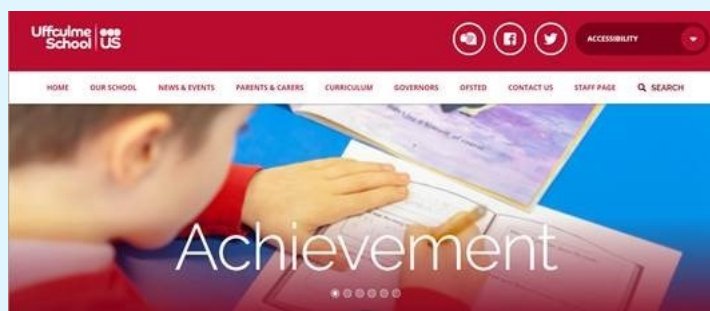 Uffculme
School US
ACCESSIBILITY
HOME OUR SCHOOL NEWS & EVENTS PARENTS & CARERS CURRICULUM GOVERNORS OFSTED CONTACT US STAFF PAGE SEARCH
Achievement